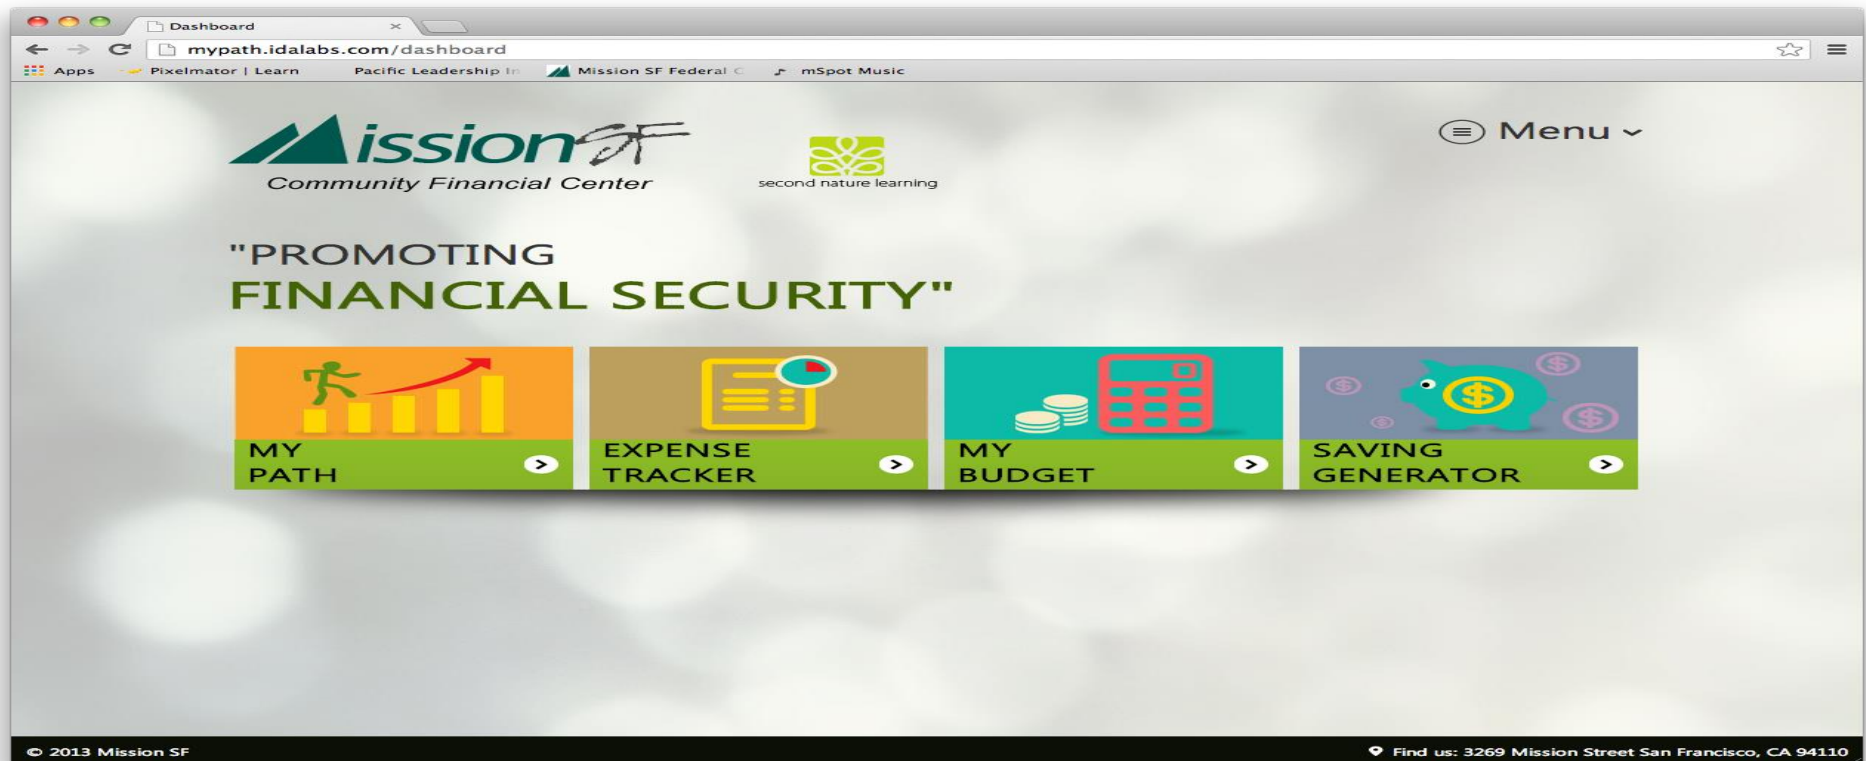 Dashboard
mypath.idalabs.com/dashboard
Apps Pixelmator | Learn Pacific Leadership In Mission SF Federal C mSpot Music
Mission SF
Community Financial Center
second nature learning
Menu
"PROMOTING
FINANCIAL SECURITY"
MY
PATH
EXPENSE
TRACKER
MY
BUDGET
SAVING
GENERATOR
© 2013 Mission SF
Find us: 3269 Mission Street San Francisco, CA 94110